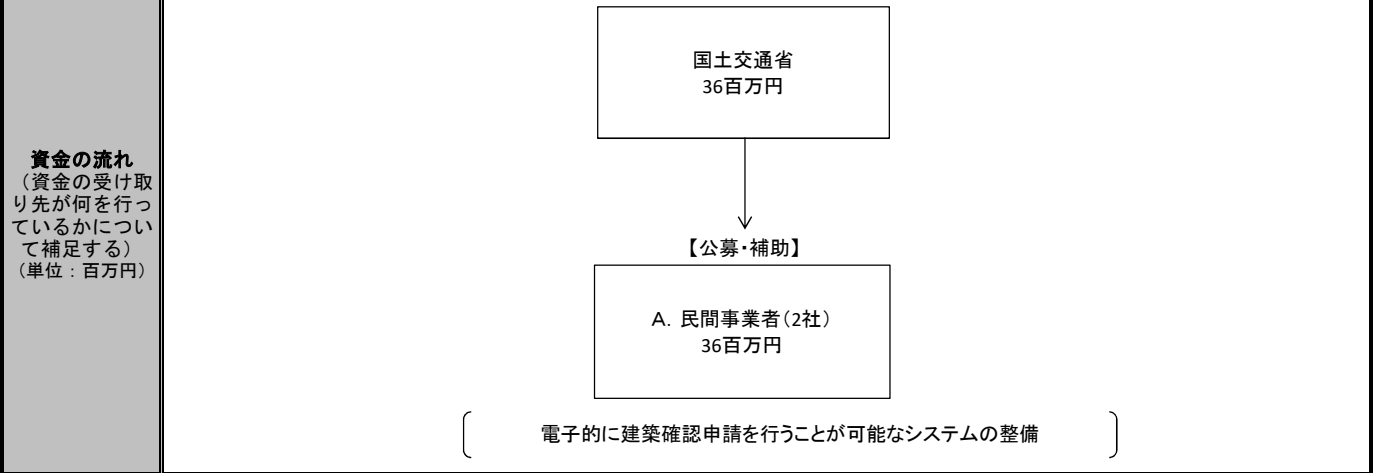 資金の流れ
（資金の受け取
り先が何を行っ
ているかについ
て補足する）
（単位：百万円）
国土交通省
36百万円
【公募・補助】
A. 民間事業者（2社）
36百万円
電子的に建築確認申請を行うことが可能なシステムの整備